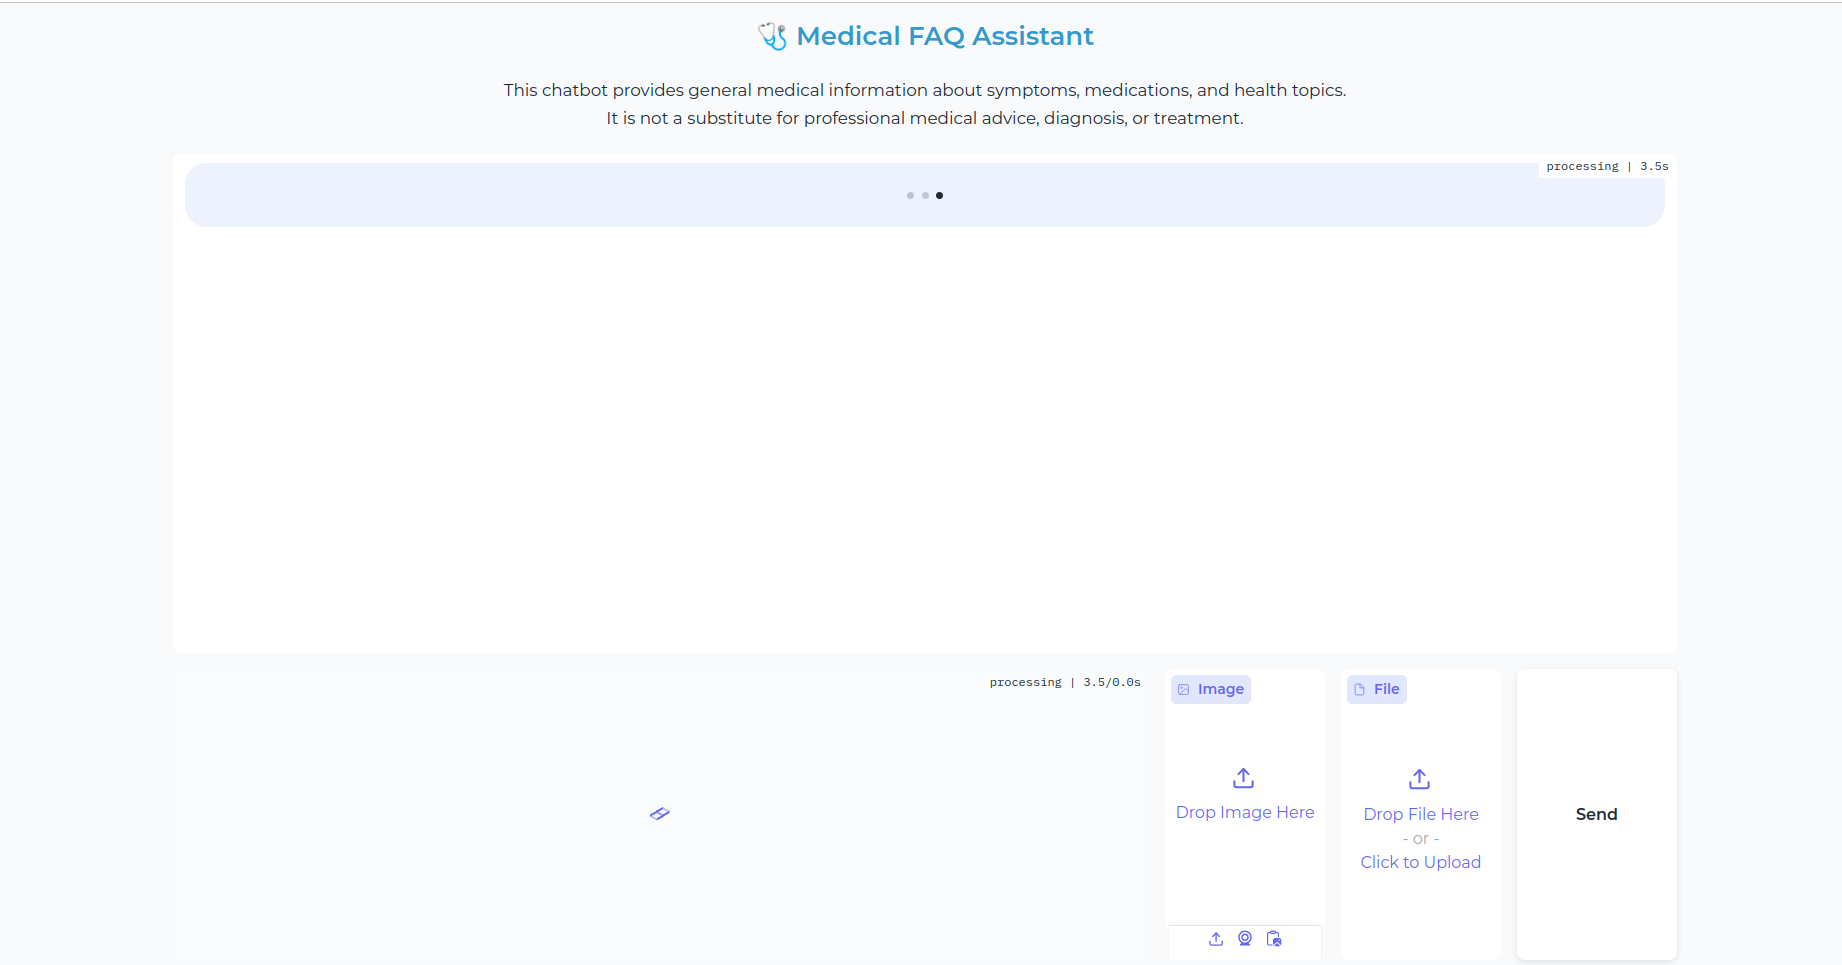 Medical FAQ Assistant
This chatbot provides general medical information about symptoms, medications, and health topics.
It is not a substitute for professional medical advice, diagnosis, or treatment.
processing | 3.5s
processing | 3.5/0.0s
Image
Drop Image Here
File
Drop File Here
- or -
Click to Upload
Send